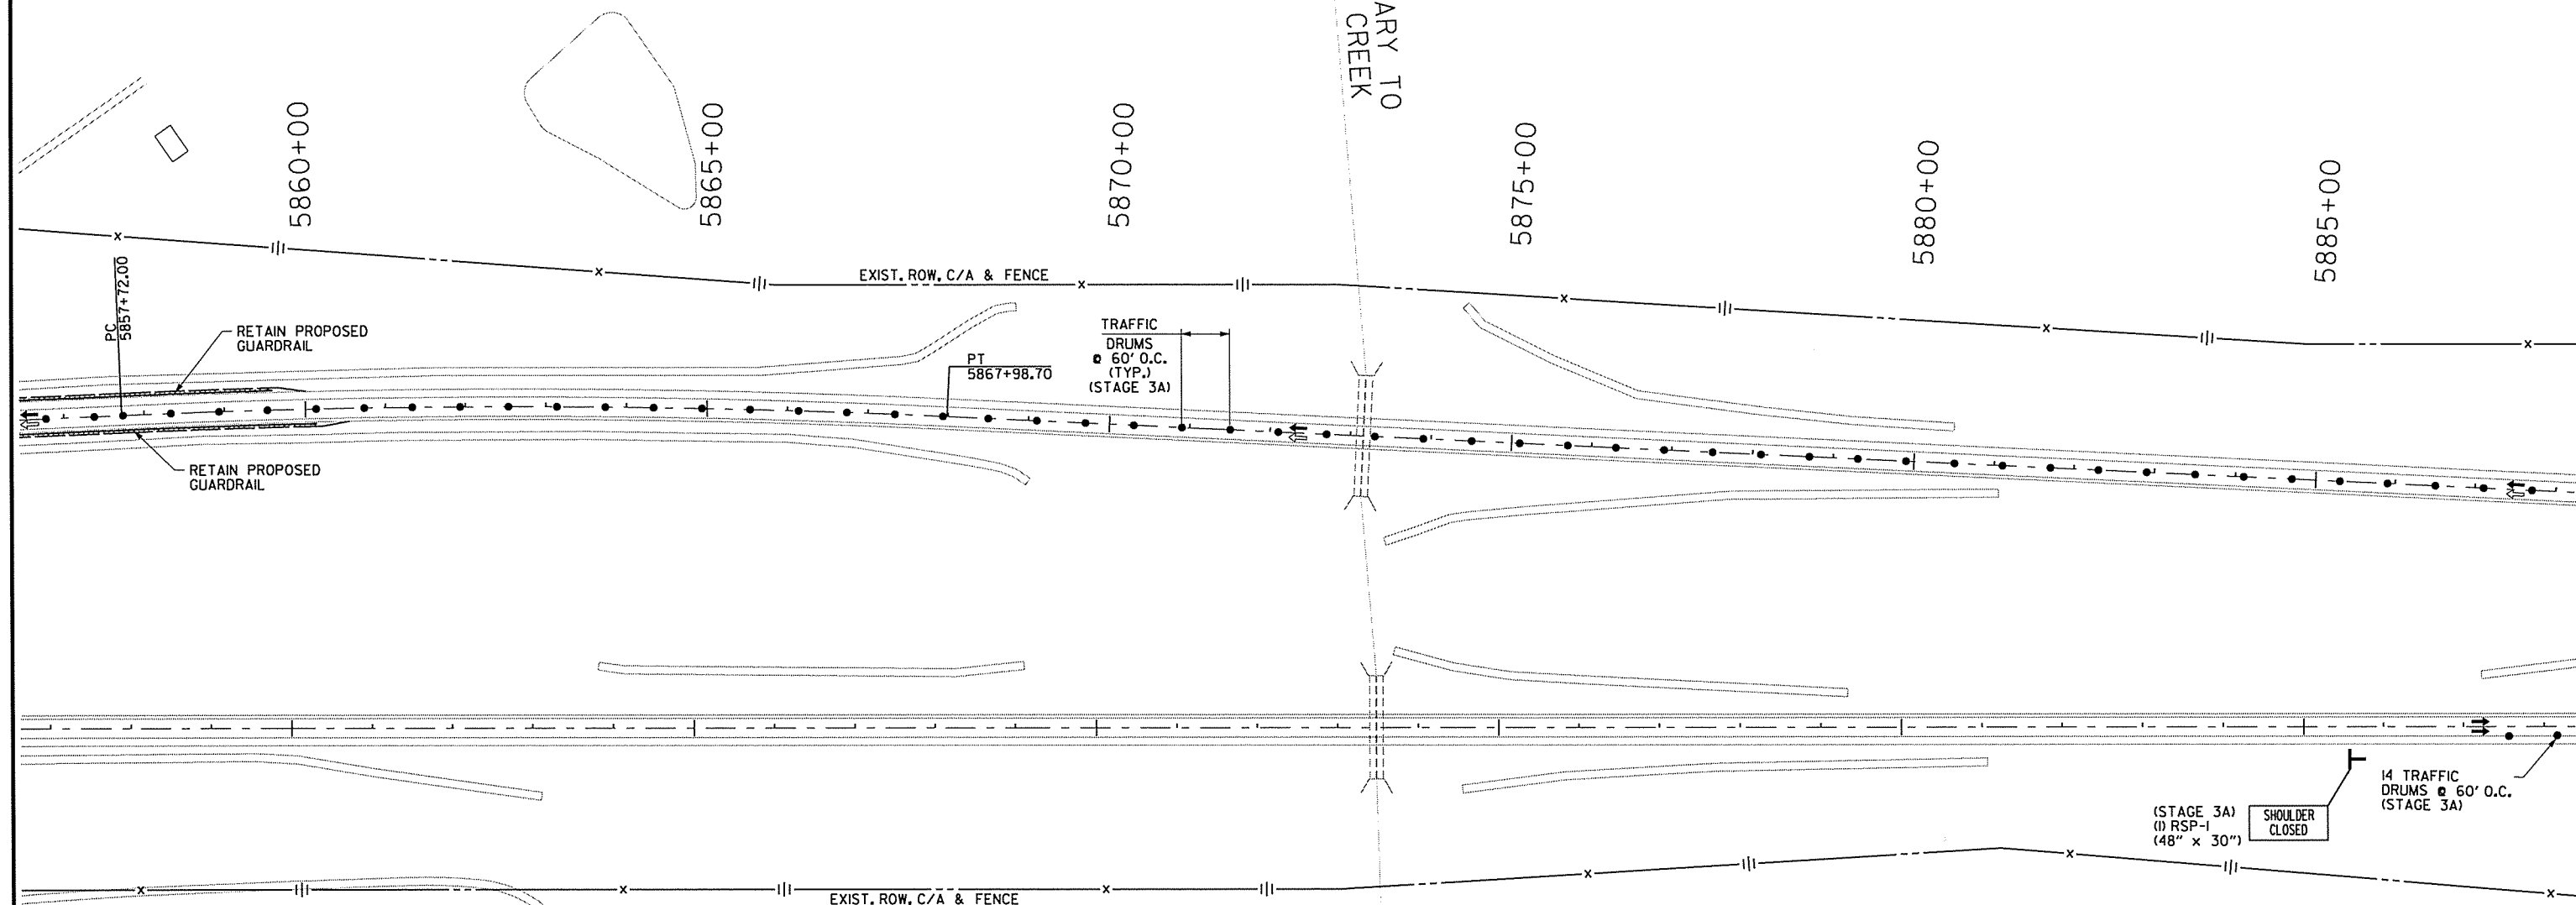 ARY TO
CREEK
5860+00
5865+00
5870+00
5875+00
5880+00
5885+00
EXIST. ROW, C/A & FENCE
PC
5857+72.00
RETAIN PROPOSED
GUARDRAIL
PT
5867+98.70
TRAFFIC
DRUMS
@ 60' O.C.
(TYP.)
(STAGE 3A)
RETAIN PROPOSED
GUARDRAIL
14 TRAFFIC
DRUMS @ 60' O.C.
(STAGE 3A)
(STAGE 3A)
(1) RSP-1
(48" x 30")
SHOULDER
CLOSED
EXIST. ROW, C/A & FENCE